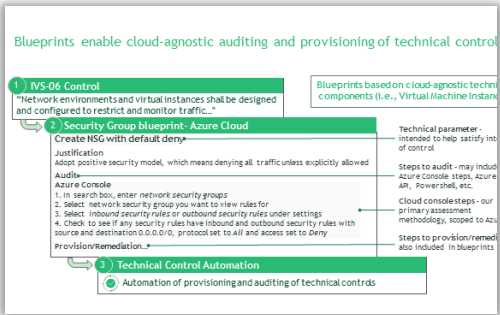 Blueprints enable cloud-agnostic auditing and provisioning of technical control
1 IVS-06 Control
"Network environments and virtual instances shall be designed
and configured to restrict and monitor traffic..."
Blueprints based on cloud-agnostic techni
components (i.e., Virtual Machine Instanc
2 Security Group blueprint- Azure Cloud
Create NSG with default deny
Justification
Adopt positive security model, which means denying all traffic unless explicitly allowed
Audit
Azure Console
1. In search box, enter network security groups
2. Select network security group you want to view rules for
3. Select inbound security rules or outbound security rules under settings
4. Check to see if any security rules have inbound and outbound security rules with
source and destination 0.0.0.0/0, protocol set to All and access set to Deny
Provision/Remediation...
Technical parameter -
intended to help satisfy inte
of control
Steps to audit - may includ
Azure Console steps, Azure
API, Powershell, etc.
Cloud console steps - our
primary assessment
methodology, scoped to Azu
Steps to provision/remedi
also included in blueprints
3 Technical Control Automation
Automation of provisioning and auditing of technical controls